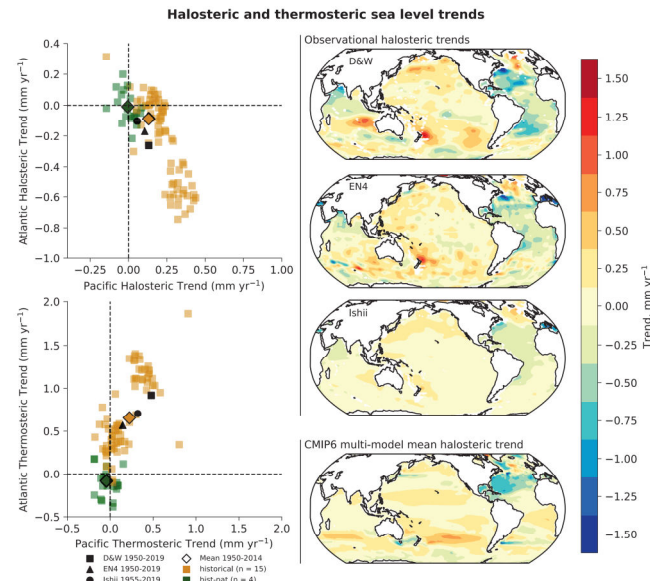 Halosteric and thermosteric sea level trends
Atlantic Halosteric Trend (mm yr⁻¹)
0.4
0.2
0.0
−0.2
−0.4
−0.6
−0.8
−1.0
−0.25 0.00 0.25 0.50 0.75 1.00
Pacific Halosteric Trend (mm yr⁻¹)
Atlantic Thermosteric Trend (mm yr⁻¹)
2.0
1.5
1.0
0.5
0.0
−0.5
−0.5 0.0 0.5 1.0 1.5 2.0
Pacific Thermosteric Trend (mm yr⁻¹)
D&W 1950-2019
EN4 1950-2019
Ishii 1955-2019
Mean 1950-2014
historical (n = 15)
hist-nat (n = 4)
Observational halosteric trends
D&W
EN4
Ishii
CMIP6 multi-model mean halosteric trend
1.50
1.25
1.00
0.75
0.50
0.25
0.00
−0.25
−0.50
−0.75
−1.00
−1.25
−1.50
Trend, mm yr⁻¹